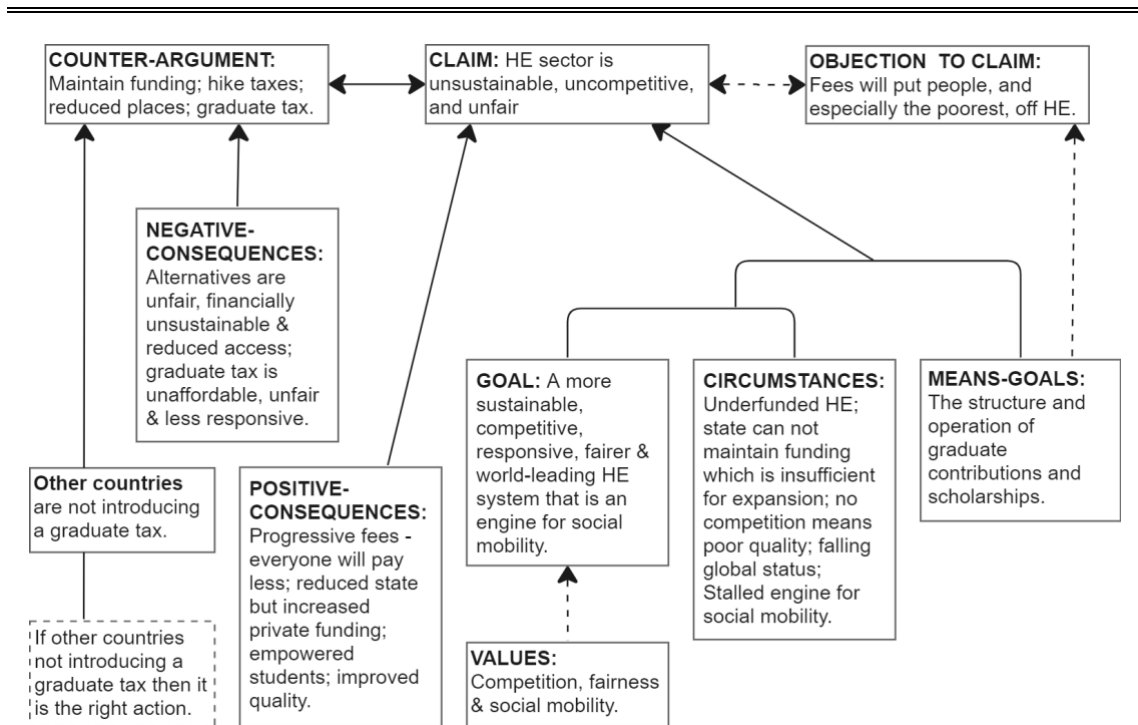 COUNTER-ARGUMENT:
Maintain funding; hike taxes;
reduced places; graduate tax.
CLAIM: HE sector is
unsustainable, uncompetitive,
and unfair
OBJECTION TO CLAIM:
Fees will put people, and
especially the poorest, off HE.
NEGATIVE-
CONSEQUENCES:
Alternatives are
unfair, financially
unsustainable &
reduced access;
graduate tax is
unaffordable, unfair
& less responsive.
GOAL: A more
sustainable,
competitive,
responsive, fairer &
world-leading HE
system that is an
engine for social
mobility.
CIRCUMSTANCES:
Underfunded HE;
state can not
maintain funding
which is insufficient
for expansion; no
competition means
poor quality; falling
global status;
Stalled engine for
social mobility.
MEANS-GOALS:
The structure and
operation of
graduate
contributions and
scholarships.
Other countries
are not introducing
a graduate tax.
POSITIVE-
CONSEQUENCES:
Progressive fees -
everyone will pay
less; reduced state
but increased
private funding;
empowered
students; improved
quality.
If other countries
not introducing a
graduate tax then it
is the right action.
VALUES:
Competition, fairness
& social mobility.